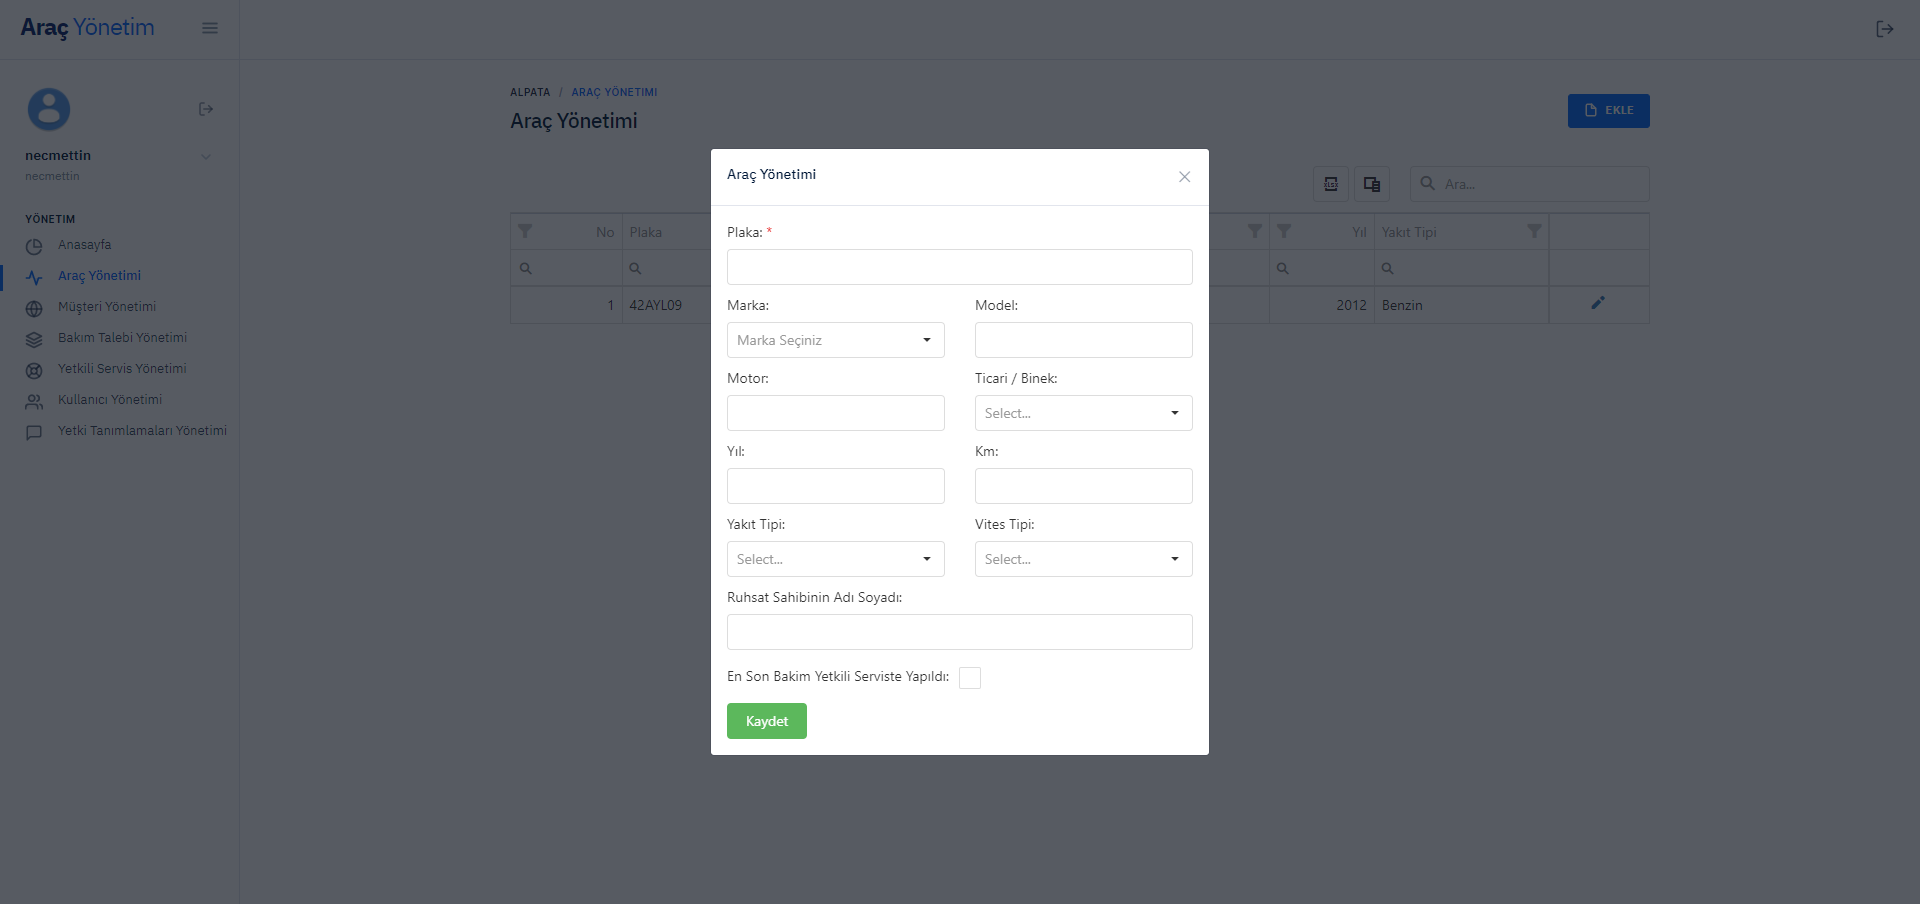 Araç Yönetim
necmettin
necmettin
YÖNETIM
Anasayfa
Araç Yönetimi
Müşteri Yönetimi
Bakım Talebi Yönetimi
Yetkili Servis Yönetimi
Kullanıcı Yönetimi
Yetki Tanımlamaları Yönetimi
ALPATA / ARAÇ YÖNETIMI
Araç Yönetimi
EKLE
XLSX
Ara...
No Plaka Yıl Yakıt Tipi
1 42AYL09 2012 Benzin
Araç Yönetimi
Plaka: *
Marka: Model:
Marka Seçiniz
Motor: Ticari / Binek:
Select...
Yıl: Km:
Yakıt Tipi: Vites Tipi:
Select... Select...
Ruhsat Sahibinin Adı Soyadı:
En Son Bakim Yetkili Serviste Yapıldı:
Kaydet